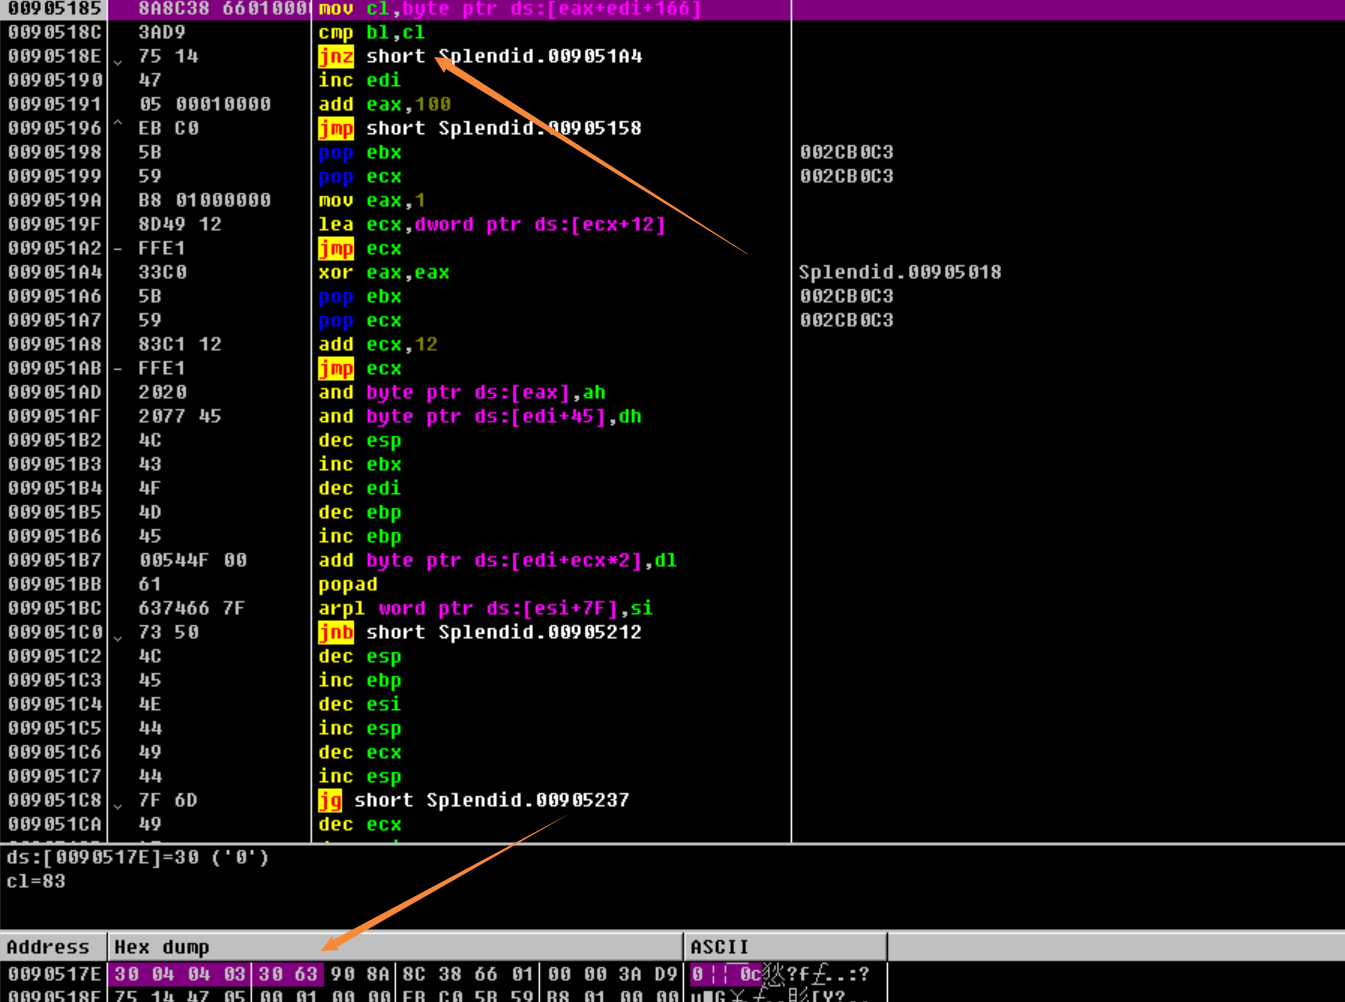 00905185 8A8C38 66010000 mov cl,byte ptr ds:[eax+edi+166]
0090518C 3AD9 cmp bl,cl
0090518E 75 14 jnz short Splendid.009051A4
00905190 47 inc edi
00905191 05 00010000 add eax,100
00905196 ^ EB C0 jmp short Splendid.00905158
00905198 5B pop ebx 002CB0C3
00905199 59 pop ecx 002CB0C3
0090519A B8 01000000 mov eax,1
0090519F 8D49 12 lea ecx,dword ptr ds:[ecx+12]
009051A2 - FFE1 jmp ecx
009051A4 33C0 xor eax,eax Splendid.00905018
009051A6 5B pop ebx 002CB0C3
009051A7 59 pop ecx 002CB0C3
009051A8 83C1 12 add ecx,12
009051AB - FFE1 jmp ecx
009051AD 2020 and byte ptr ds:[eax],ah
009051AF 2077 45 and byte ptr ds:[edi+45],dh
009051B2 4C dec esp
009051B3 43 inc ebx
009051B4 4F dec edi
009051B5 4D dec ebp
009051B6 45 inc ebp
009051B7 00544F 00 add byte ptr ds:[edi+ecx*2],dl
009051BB 61 popad
009051BC 637466 7F arpl word ptr ds:[esi+7F],si
009051C0 73 50 jnb short Splendid.00905212
009051C2 4C dec esp
009051C3 45 inc ebp
009051C4 4E dec esi
009051C5 44 inc esp
009051C6 49 dec ecx
009051C7 44 inc esp
009051C8 7F 6D jg short Splendid.00905237
009051CA 49 dec ecx
ds:[0090517E]=30 ('0')
cl=83
Address Hex dump ASCII
0090517E 30 04 04 03 30 63 90 8A 8C 38 66 01 00 00 3A D9
0090518E 75 14 47 05 00 01 00 00 EB C0 5B 59 B8 01 00 00